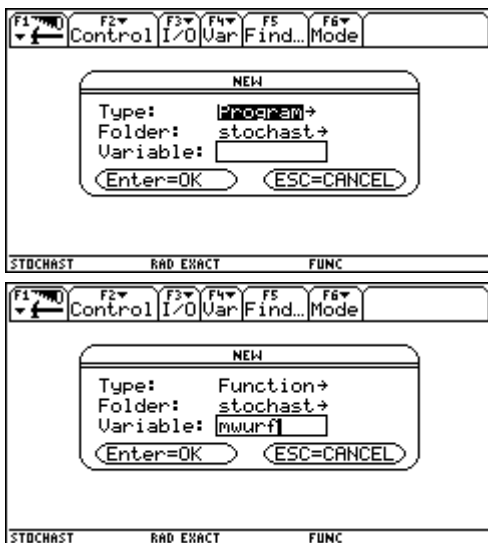 F1 F2 F3 F4 F5 F6
Control I/O Var Find... Mode
NEW
Type: Program→
Folder: stochast→
Variable:
Enter=OK ESC=CANCEL
STOCHAST RAD EXACT FUNC
F1 F2 F3 F4 F5 F6
Control I/O Var Find... Mode
NEW
Type: Function→
Folder: stochast→
Variable: mwurf
Enter=OK ESC=CANCEL
STOCHAST RAD EXACT FUNC